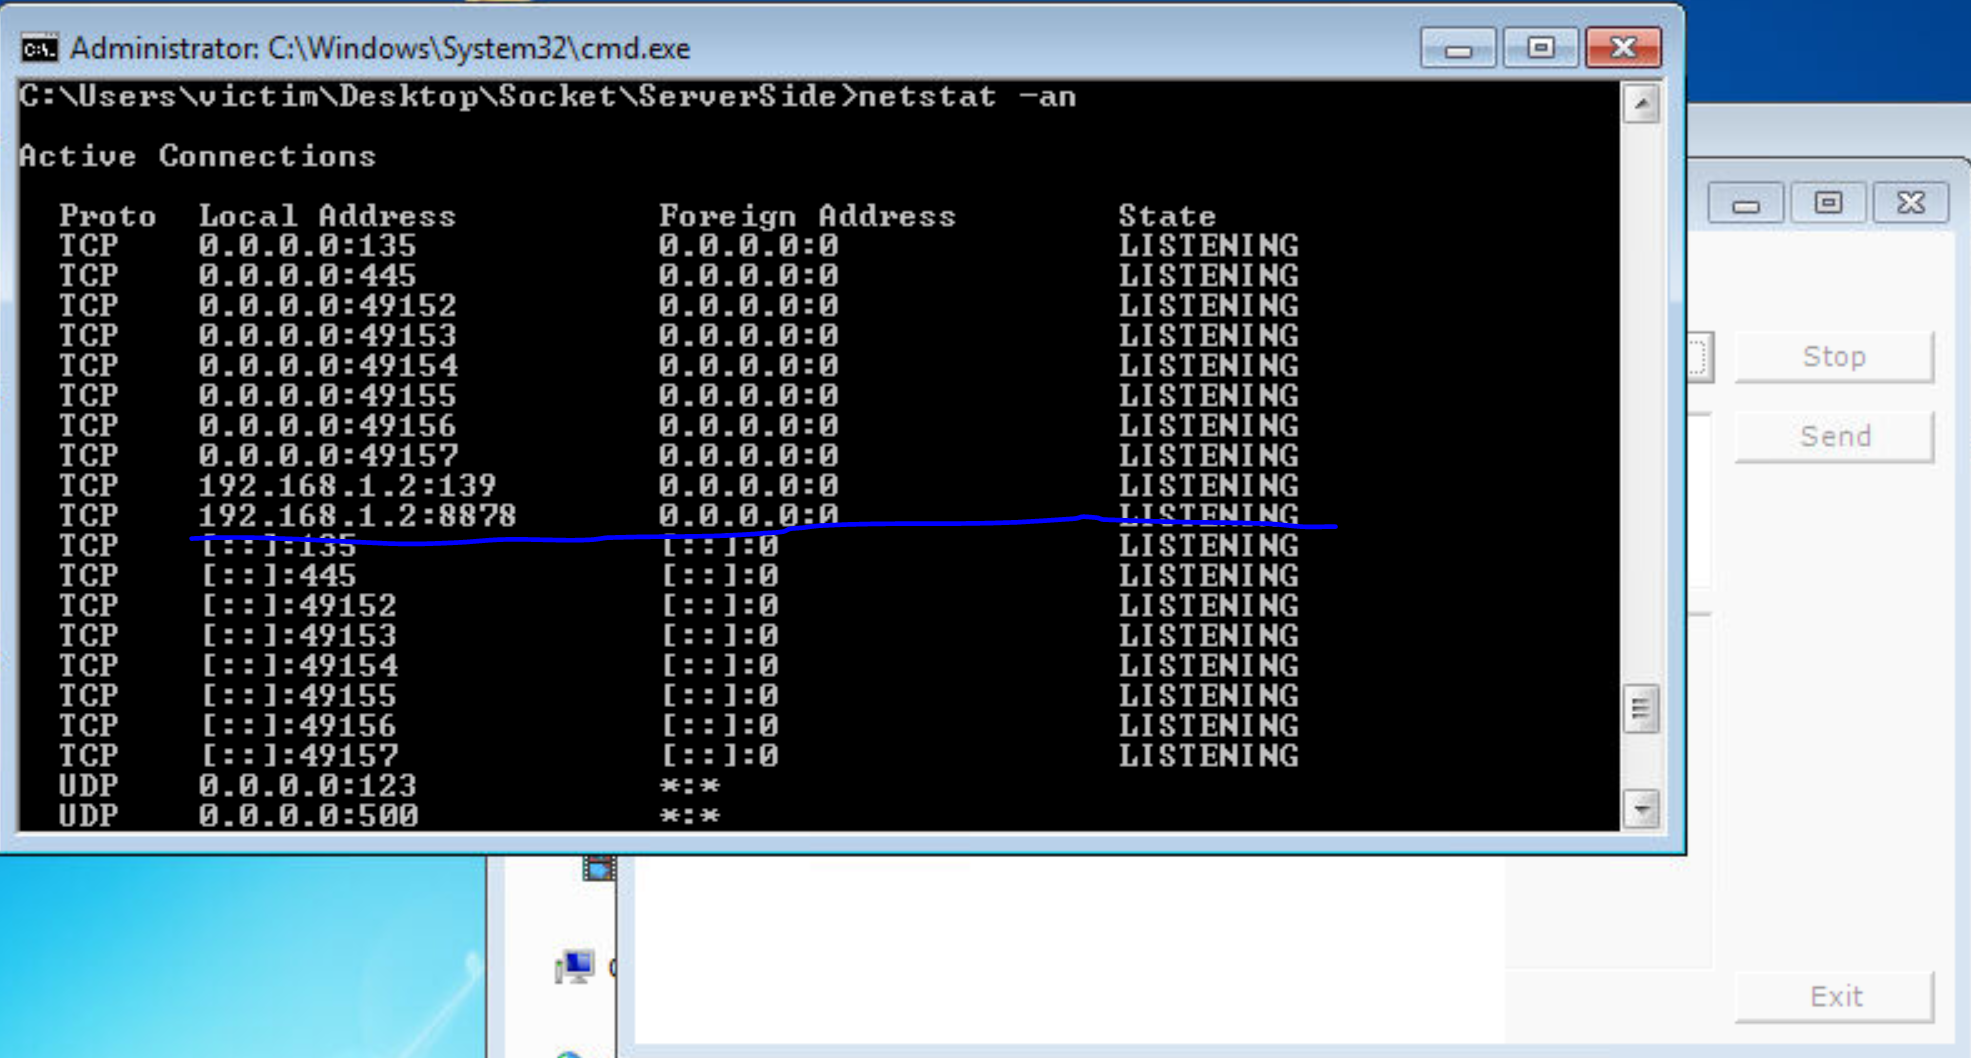 Administrator: C:\Windows\System32\cmd.exe
C:\Users\victim\Desktop\Socket\ServerSide>netstat -an
Active Connections
Proto Local Address Foreign Address State
TCP 0.0.0.0:135 0.0.0.0:0 LISTENING
TCP 0.0.0.0:445 0.0.0.0:0 LISTENING
TCP 0.0.0.0:49152 0.0.0.0:0 LISTENING
TCP 0.0.0.0:49153 0.0.0.0:0 LISTENING
TCP 0.0.0.0:49154 0.0.0.0:0 LISTENING
TCP 0.0.0.0:49155 0.0.0.0:0 LISTENING
TCP 0.0.0.0:49156 0.0.0.0:0 LISTENING
TCP 0.0.0.0:49157 0.0.0.0:0 LISTENING
TCP 192.168.1.2:139 0.0.0.0:0 LISTENING
TCP 192.168.1.2:8878 0.0.0.0:0 LISTENING
TCP [::]:135 [::]:0 LISTENING
TCP [::]:445 [::]:0 LISTENING
TCP [::]:49152 [::]:0 LISTENING
TCP [::]:49153 [::]:0 LISTENING
TCP [::]:49154 [::]:0 LISTENING
TCP [::]:49155 [::]:0 LISTENING
TCP [::]:49156 [::]:0 LISTENING
TCP [::]:49157 [::]:0 LISTENING
UDP 0.0.0.0:123 *:*
UDP 0.0.0.0:500 *:*
Stop
Send
Exit